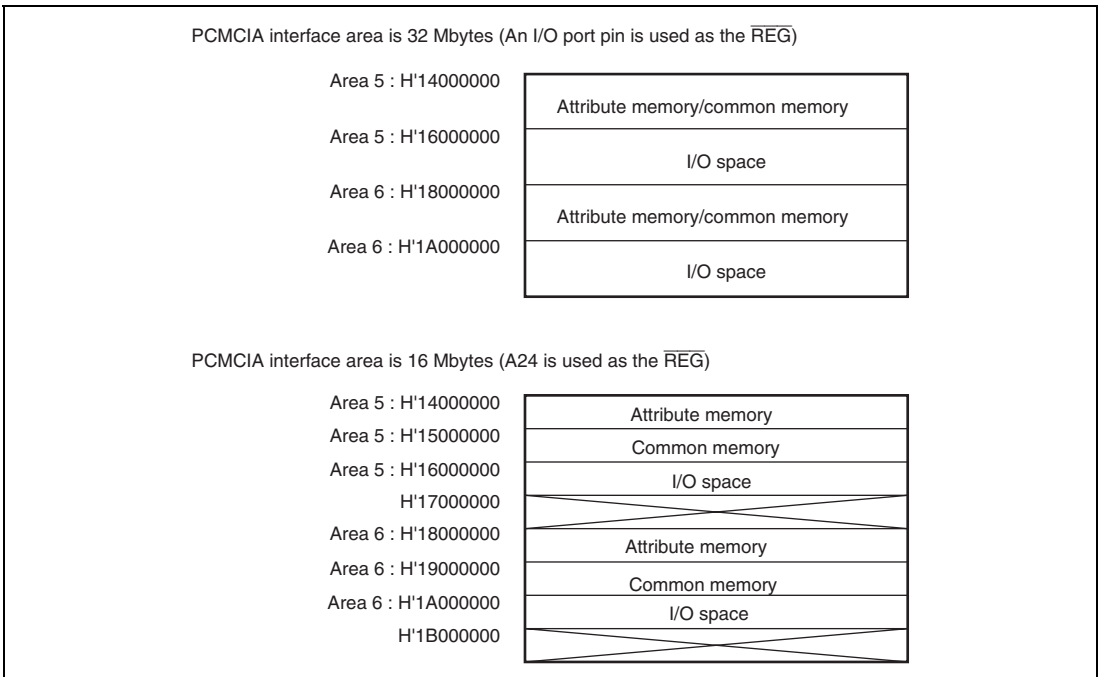 PCMCIA interface area is 32 Mbytes (An I/O port pin is used as the REG)
Area 5 : H'14000000
Attribute memory/common memory
Area 5 : H'16000000
I/O space
Area 6 : H'18000000
Attribute memory/common memory
Area 6 : H'1A000000
I/O space
PCMCIA interface area is 16 Mbytes (A24 is used as the REG)
Area 5 : H'14000000
Attribute memory
Area 5 : H'15000000
Common memory
Area 5 : H'16000000
I/O space
H'17000000
Area 6 : H'18000000
Attribute memory
Area 6 : H'19000000
Common memory
Area 6 : H'1A000000
I/O space
H'1B000000